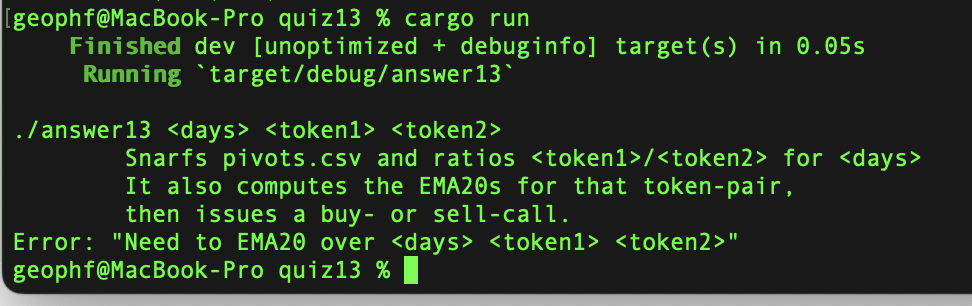 [geophf@MacBook-Pro quiz13 % cargo run
Finished dev [unoptimized + debuginfo] target(s) in 0.05s
Running `target/debug/answer13`
./answer13 <days> <token1> <token2>
Snarfs pivots.csv and ratios <token1>/<token2> for <days>
It also computes the EMA20s for that token-pair,
then issues a buy- or sell-call.
Error: "Need to EMA20 over <days> <token1> <token2>"
geophf@MacBook-Pro quiz13 %